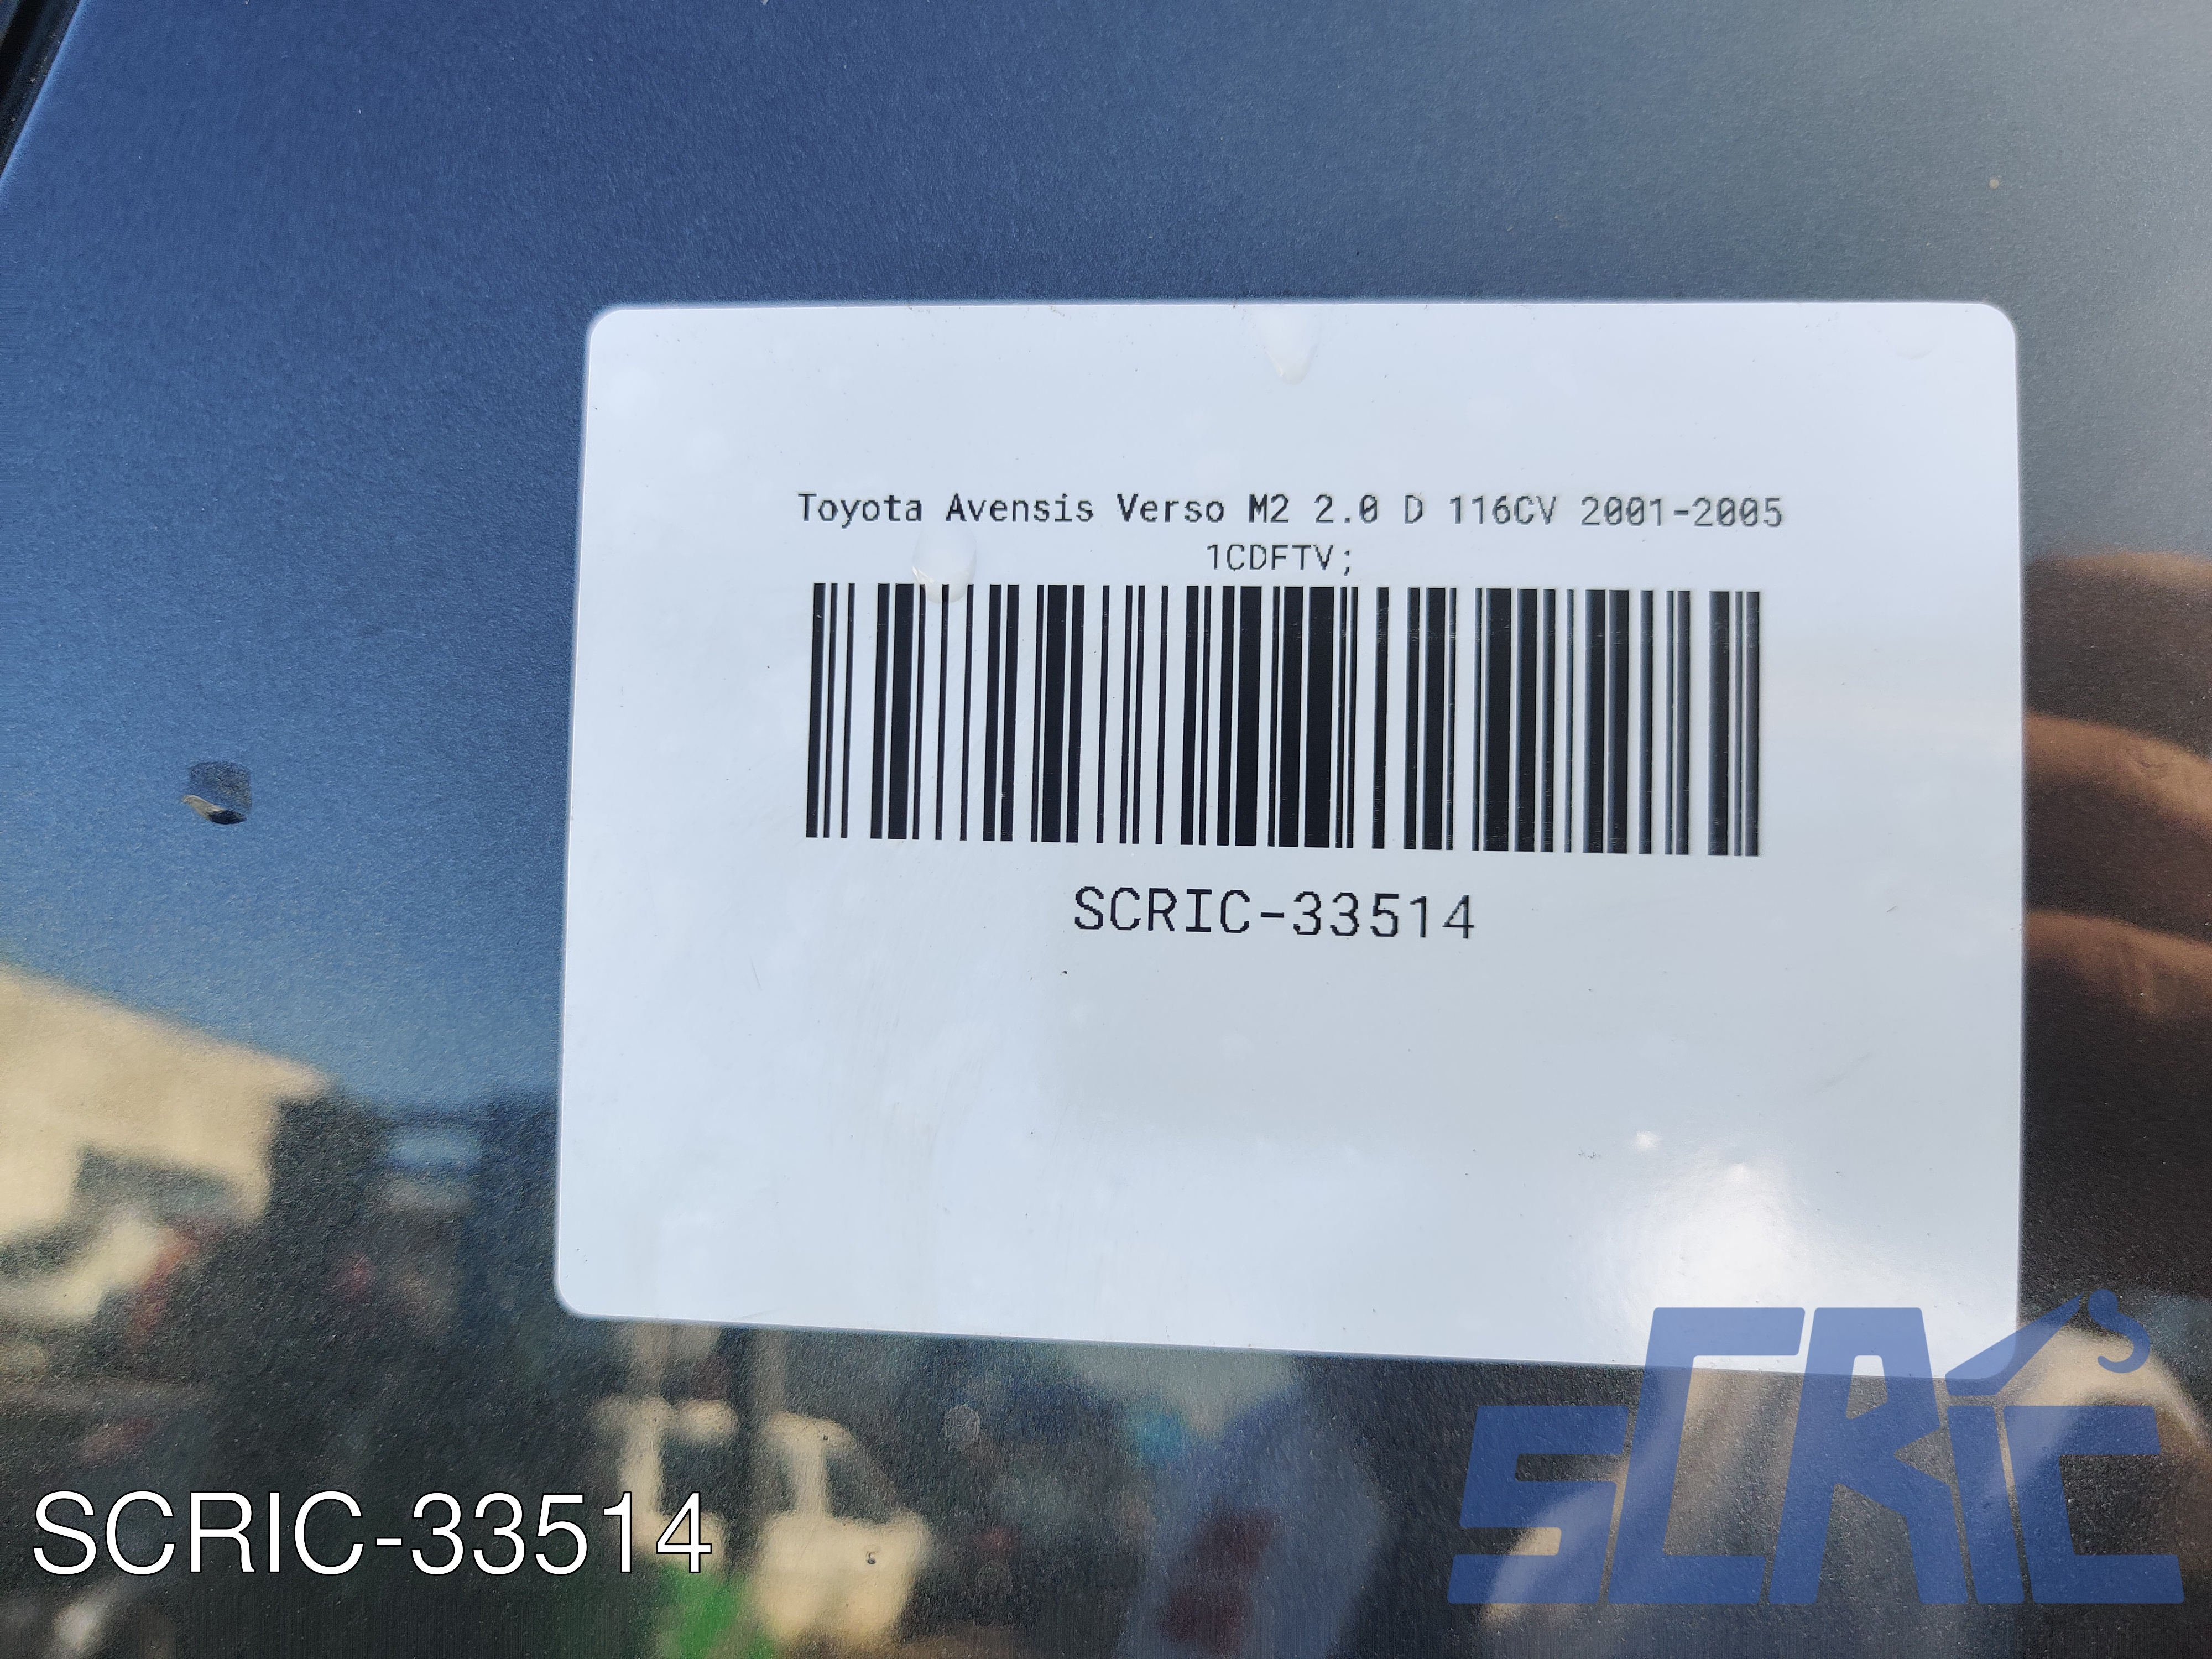 Toyota Avensis Verso M2 2.0 D 116CV 2001-2005
1CDFTV;
SCRIC-33514
SCRIC-33514
SCRIC